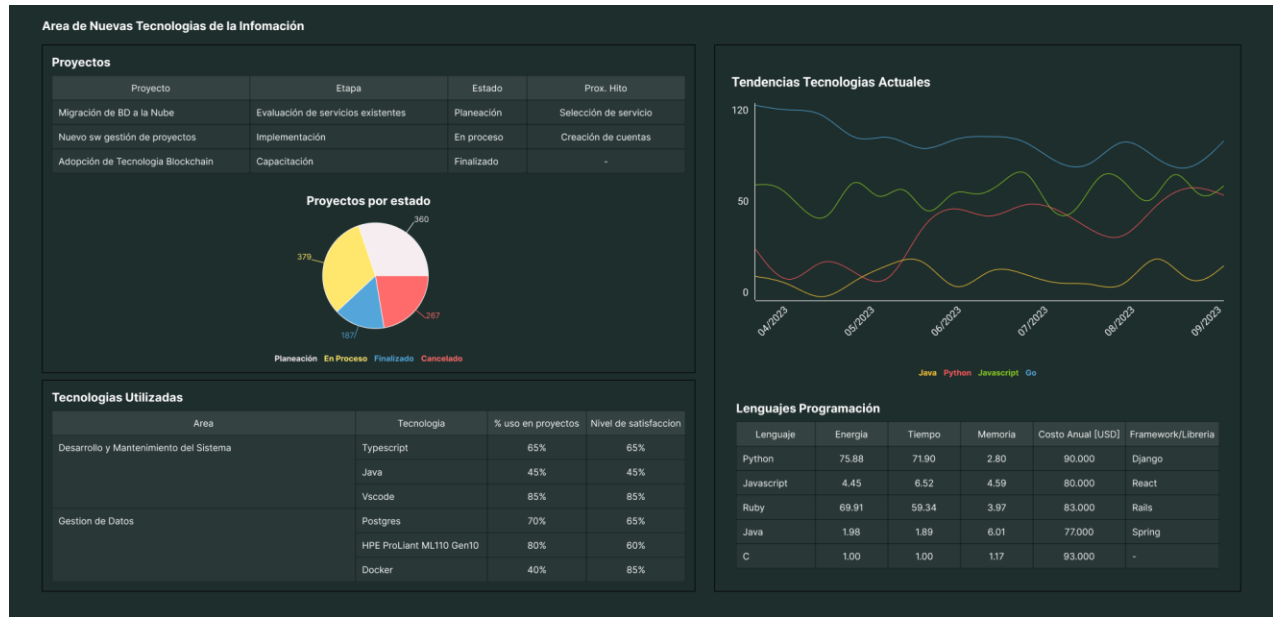 Area de Nuevas Tecnologias de la Infomación
Proyectos
Proyecto Etapa Estado Prox. Hito
Migración de BD a la Nube Evaluación de servicios existentes Planeación Selección de servicio
Nuevo sw gestión de proyectos Implementación En proceso Creación de cuentas
Adopción de Tecnologia Blockchain Capacitación Finalizado -
Proyectos por estado
360
379
267
187
Planeación En Proceso Finalizado Cancelado
Tecnologias Utilizadas
Area Tecnologia % uso en proyectos Nivel de satisfaccion
Desarrollo y Mantenimiento del Sistema Typescript 65% 65%
Java 45% 45%
Vscode 85% 85%
Gestion de Datos Postgres 70% 65%
HPE ProLiant ML110 Gen10 80% 60%
Docker 40% 85%
Tendencias Tecnologias Actuales
120
50
0
04/2023 05/2023 06/2023 07/2023 08/2023 09/2023
Java Python Javascript Go
Lenguajes Programación
Lenguaje Energia Tiempo Memoria Costo Anual [USD] Framework/Libreria
Python 75.88 71.90 2.80 90.000 Django
Javascript 4.45 6.52 4.59 80.000 React
Ruby 69.91 59.34 3.97 83.000 Rails
Java 1.98 1.89 6.01 77.000 Spring
C 1.00 1.00 1.17 93.000 -